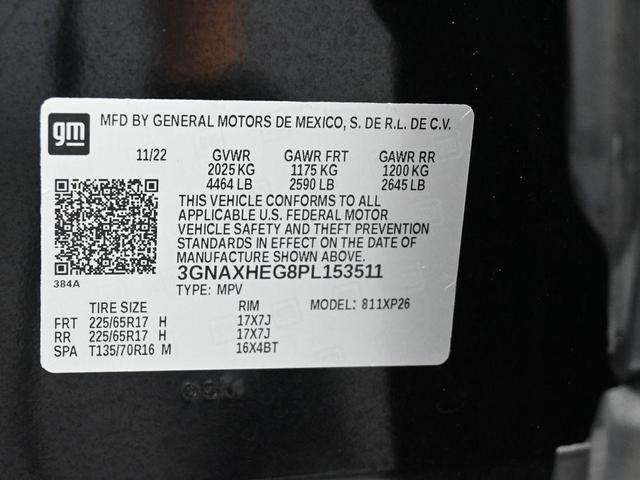 gm MFD BY GENERAL MOTORS DE MEXICO, S. DE R.L. DE C.V.
11/22 GVWR GAWR FRT GAWR RR
2025 KG 1175 KG 1200 KG
4464 LB 2590 LB 2645 LB
THIS VEHICLE CONFORMS TO ALL
APPLICABLE U.S. FEDERAL MOTOR
VEHICLE SAFETY AND THEFT PREVENTION
STANDARDS IN EFFECT ON THE DATE OF
MANUFACTURE SHOWN ABOVE.
3GNAXHEG8PL153511
384A
TYPE: MPV
TIRE SIZE RIM MODEL: 811XP26
FRT 225/65R17 H 17X7J
RR 225/65R17 H 17X7J
SPA T135/70R16 M 16X4BT